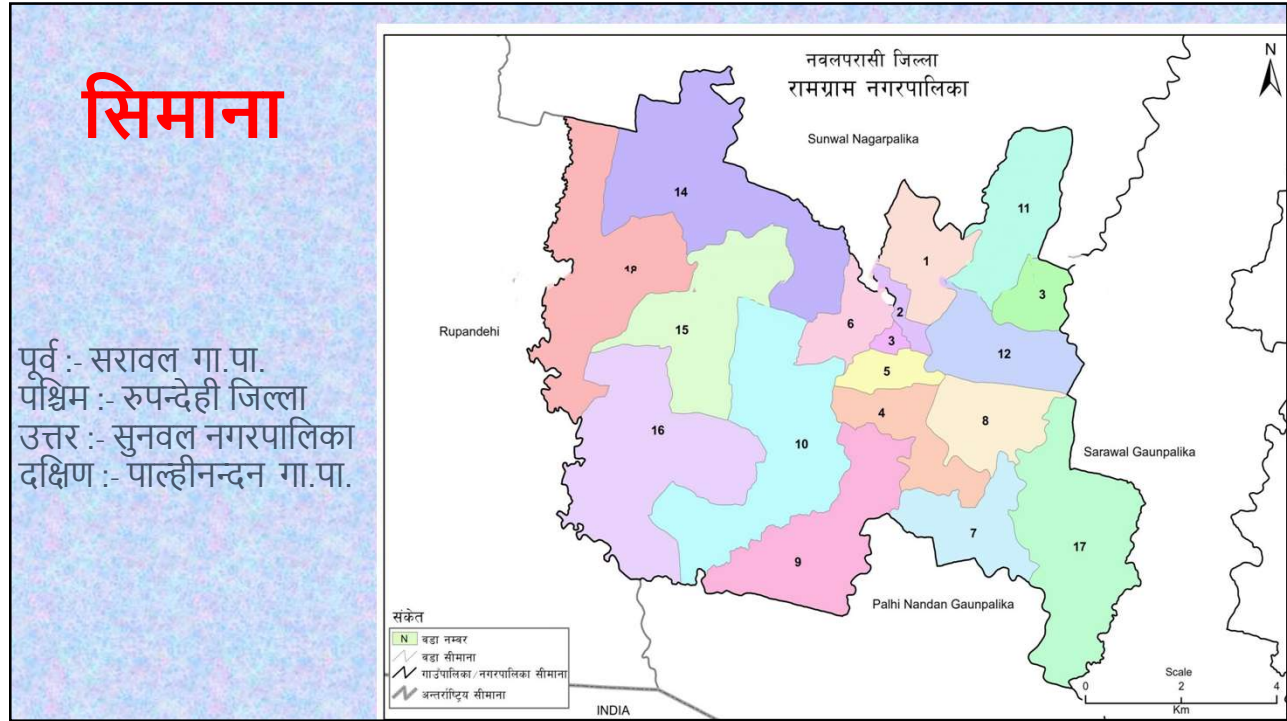 सिमाना
पूर्व :- सरावल गा.पा.
पश्चिम :- रुपन्देही जिल्ला
उत्तर :- सुनवल नगरपालिका
दक्षिण :- पाल्हीनन्दन गा.पा.
नवलपरासी जिल्ला
रामग्राम नगरपालिका
N
Sunwal Nagarpalika
14
11
1
18
3
2
6
Rupandehi
15
3
12
5
4
8
16
10
Sarawal Gaunpalika
7
17
9
Palhi Nandan Gaunpalika
संकेत
N वडा नम्बर
वडा सीमाना
गाउँपालिका/नगरपालिका सीमाना
अन्तर्राष्ट्रिय सीमाना
INDIA
Scale
0 2 4
Km